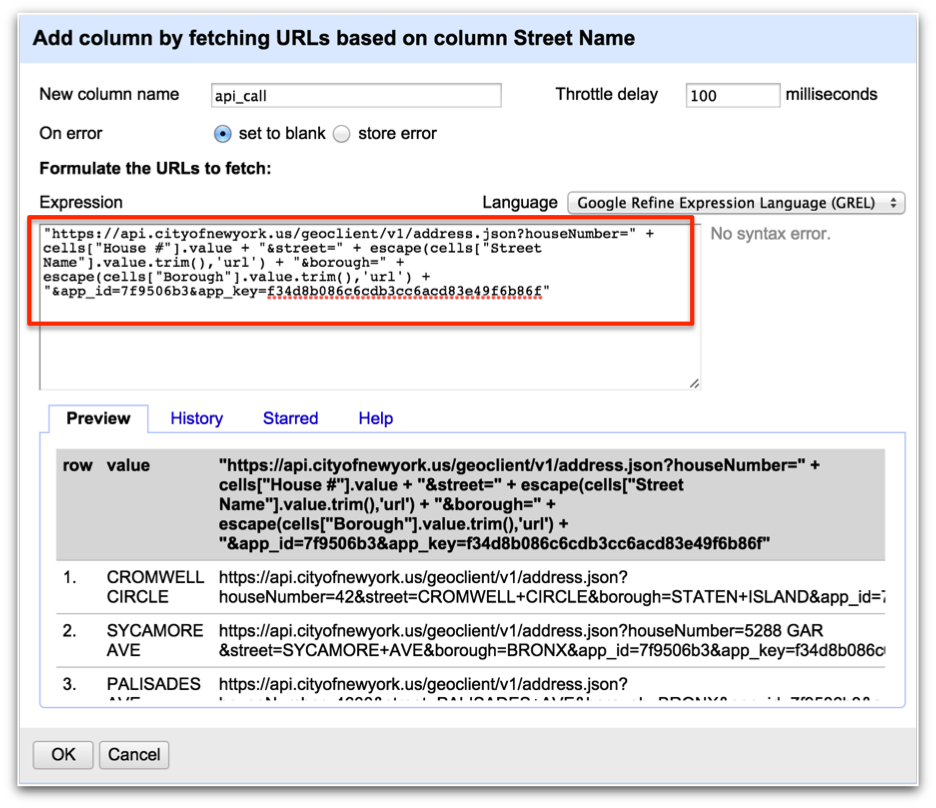 Add column by fetching URLs based on column Street Name
New column name api_call Throttle delay 100 milliseconds
On error set to blank store error
Formulate the URLs to fetch:
Expression Language Google Refine Expression Language (GREL)
"https://api.cityofnewyork.us/geoclient/v1/address.json?houseNumber=" +
cells["House #"].value + "&street=" + escape(cells["Street
Name"].value.trim(),'url') + "&borough=" +
escape(cells["Borough"].value.trim(),'url') +
"&app_id=7f9506b3&app_key=f34d8b086c6cdb3cc6acd83e49f6b86f"
No syntax error.
Preview History Starred Help
row value "https://api.cityofnewyork.us/geoclient/v1/address.json?houseNumber=" +
cells["House #"].value + "&street=" + escape(cells["Street
Name"].value.trim(),'url') + "&borough=" +
escape(cells["Borough"].value.trim(),'url') +
"&app_id=7f9506b3&app_key=f34d8b086c6cdb3cc6acd83e49f6b86f"
1. CROMWELL https://api.cityofnewyork.us/geoclient/v1/address.json?
CIRCLE houseNumber=42&street=CROMWELL+CIRCLE&borough=STATEN+ISLAND&app_id=7
2. SYCAMORE https://api.cityofnewyork.us/geoclient/v1/address.json?houseNumber=5288 GAR
AVE &street=SYCAMORE+AVE&borough=BRONX&app_id=7f9506b3&app_key=f34d8b086c
3. PALISADES https://api.cityofnewyork.us/geoclient/v1/address.json?
OK Cancel